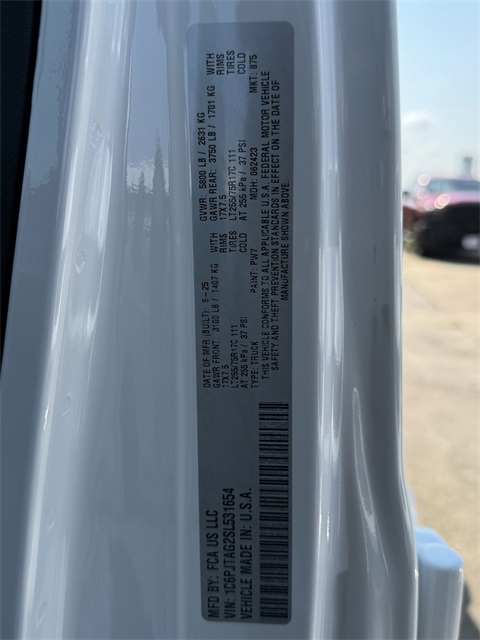 MFD BY: FCA US LLC
VIN: 1C6PJTAG2SL531654
VEHICLE MADE IN: U.S.A.
DATE OF MFR (BUILT): 8-25 GVWR: 5800 LB / 2631 KG
GAWR FRONT: 3100 LB / 1407 KG WITH GAWR REAR: 3750 LB / 1701 KG WITH
17X7.5 RIMS 17X7.5 RIMS
LT255/75R17C 111 TIRES LT255/75R17C 111 TIRES
AT 255 kPa / 37 PSI COLD AT 255 kPa / 37 PSI COLD
TYPE: TRUCK PAINT: PW7 MDH: 082423 MKT: 875
THIS VEHICLE CONFORMS TO ALL APPLICABLE U.S.A. FEDERAL MOTOR VEHICLE
SAFETY AND THEFT PREVENTION STANDARDS IN EFFECT ON THE DATE OF
MANUFACTURE SHOWN ABOVE.